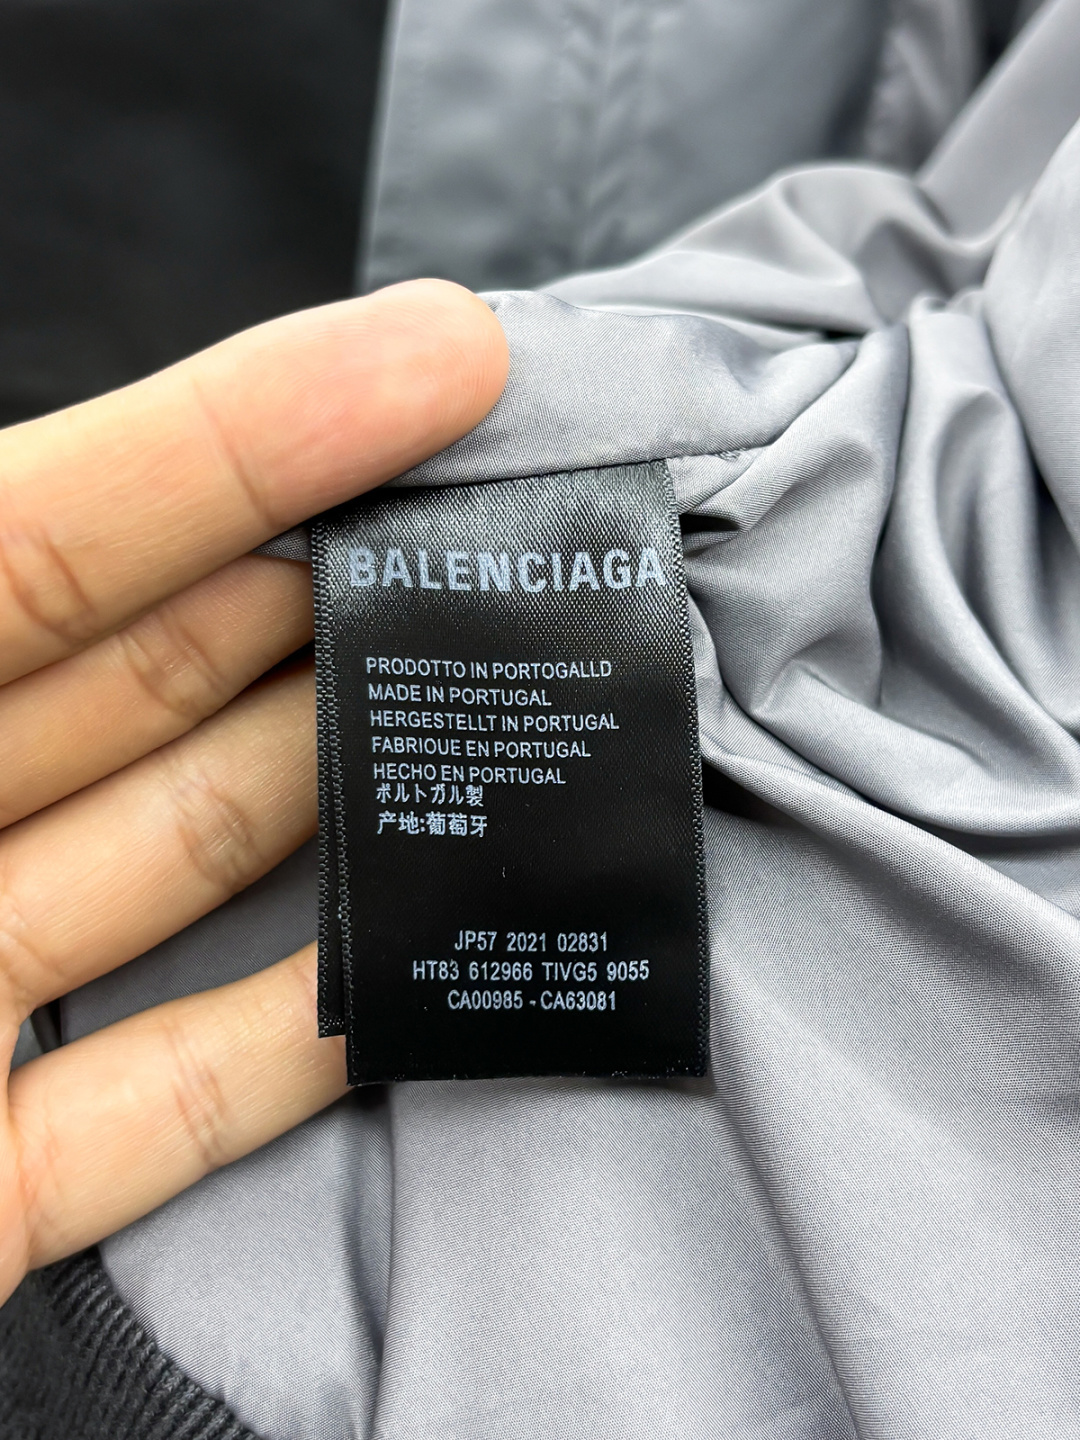 BALENCIAGA
PRODOTTO IN PORTOGALLD
MADE IN PORTUGAL
HERGESTELLT IN PORTUGAL
FABRIOUE EN PORTUGAL
HECHO EN PORTUGAL
ポルトガル製
产地:葡萄牙
JP57 2021 02831
HT83 612966 TIVG5 9055
CA00985 - CA63081